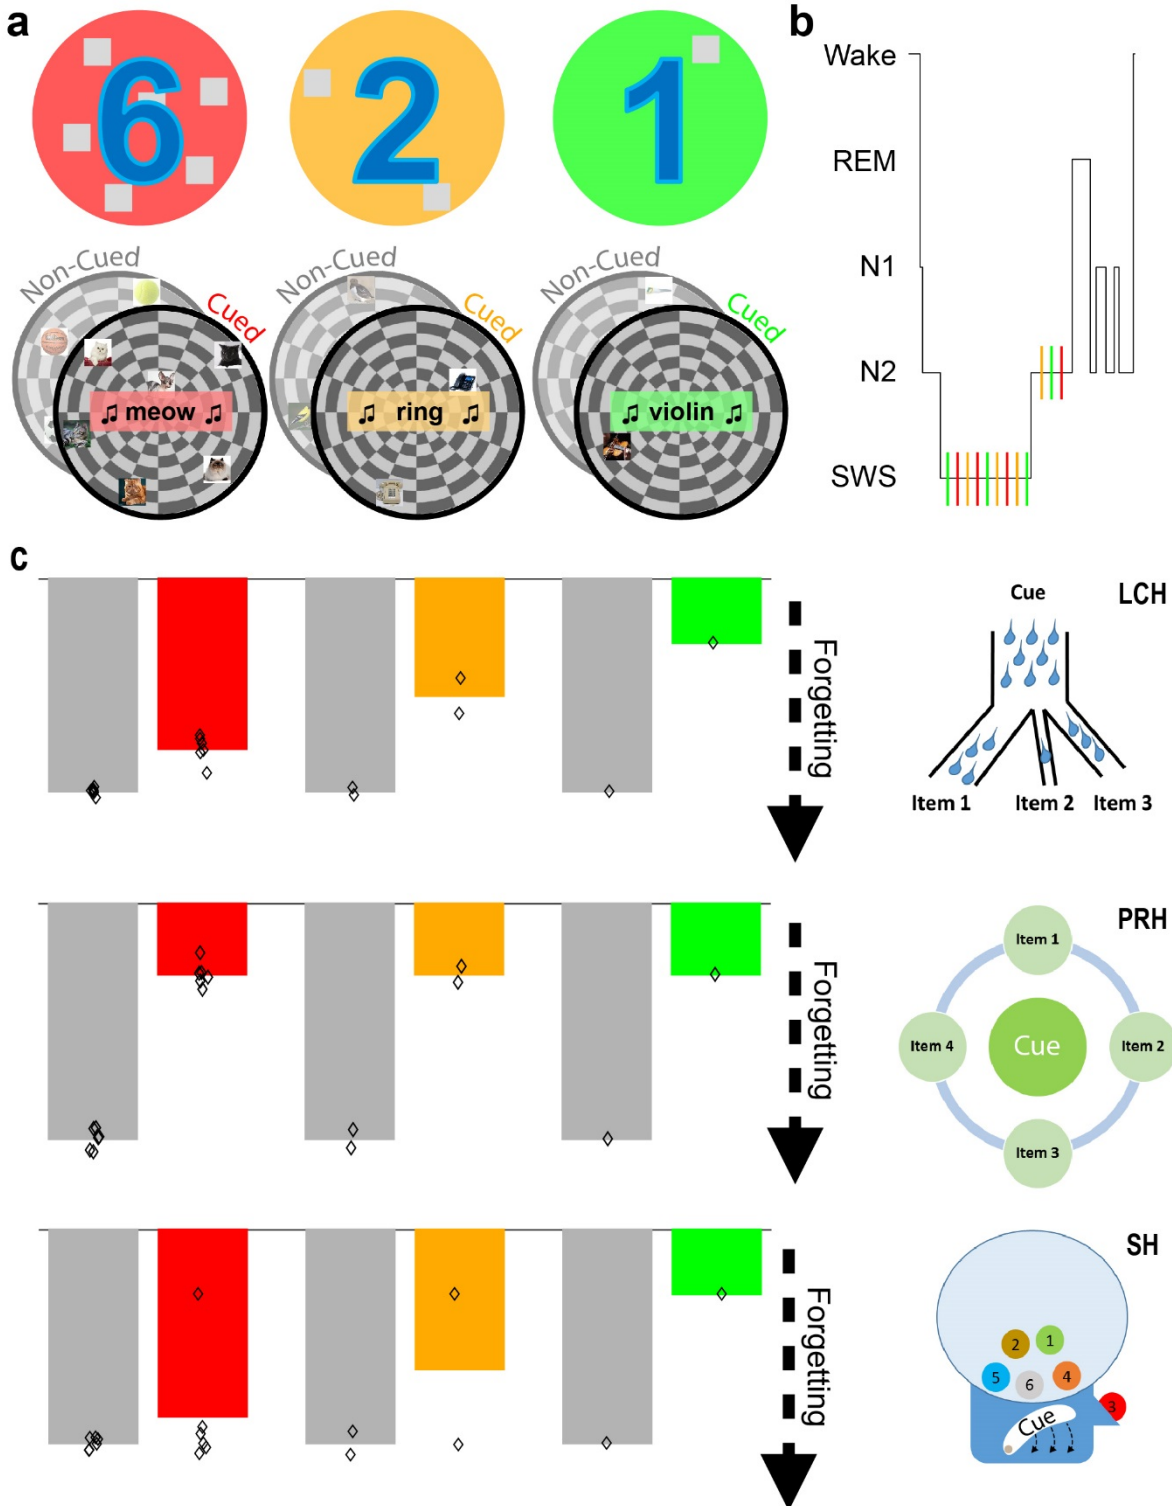 a
6
2
1
Non-Cued
Cued
♫ meow ♫
Non-Cued
Cued
♫ ring ♫
Non-Cued
Cued
♫ violin ♫
b
Wake
REM
N1
N2
SWS
c
Forgetting
LCH
Cue
Item 1
Item 2
Item 3
Forgetting
PRH
Item 1
Item 4
Cue
Item 2
Item 3
Forgetting
SH
2
1
5
6
4
3
Cue